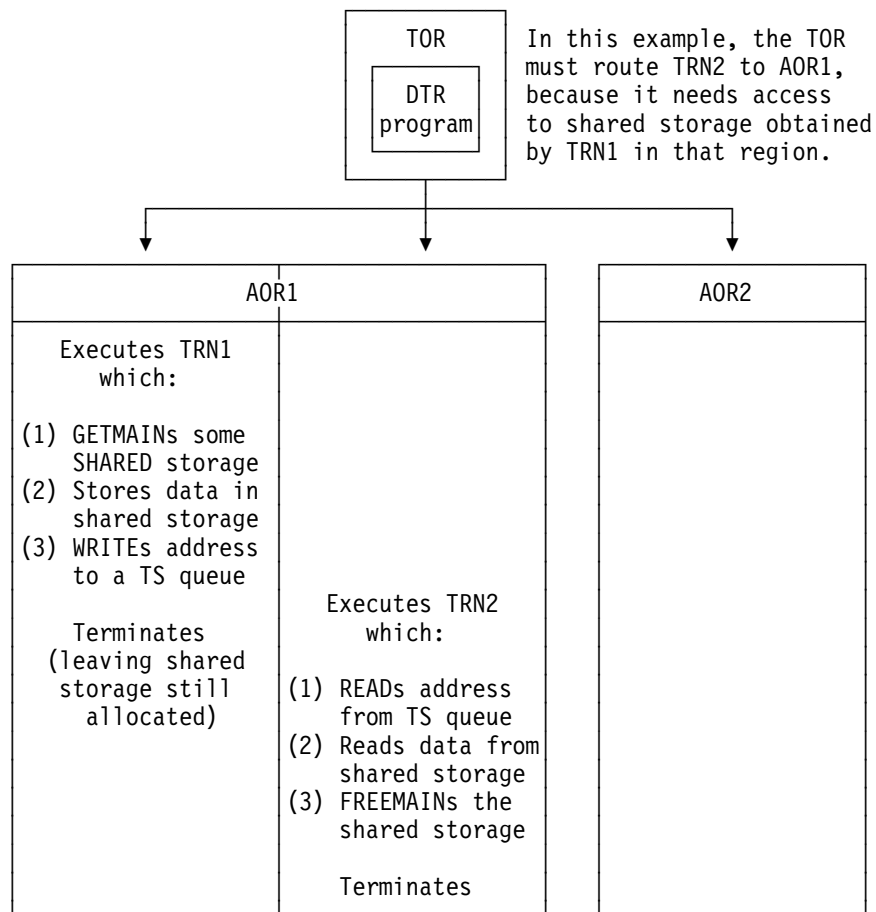 TOR
DTR
program
In this example, the TOR
must route TRN2 to AOR1,
because it needs access
to shared storage obtained
by TRN1 in that region.
AOR1
AOR2
Executes TRN1
which:
(1) GETMAINs some
SHARED storage
(2) Stores data in
shared storage
(3) WRITEs address
to a TS queue
Terminates
(leaving shared
storage still
allocated)
Executes TRN2
which:
(1) READs address
from TS queue
(2) Reads data from
shared storage
(3) FREEMAINs the
shared storage
Terminates